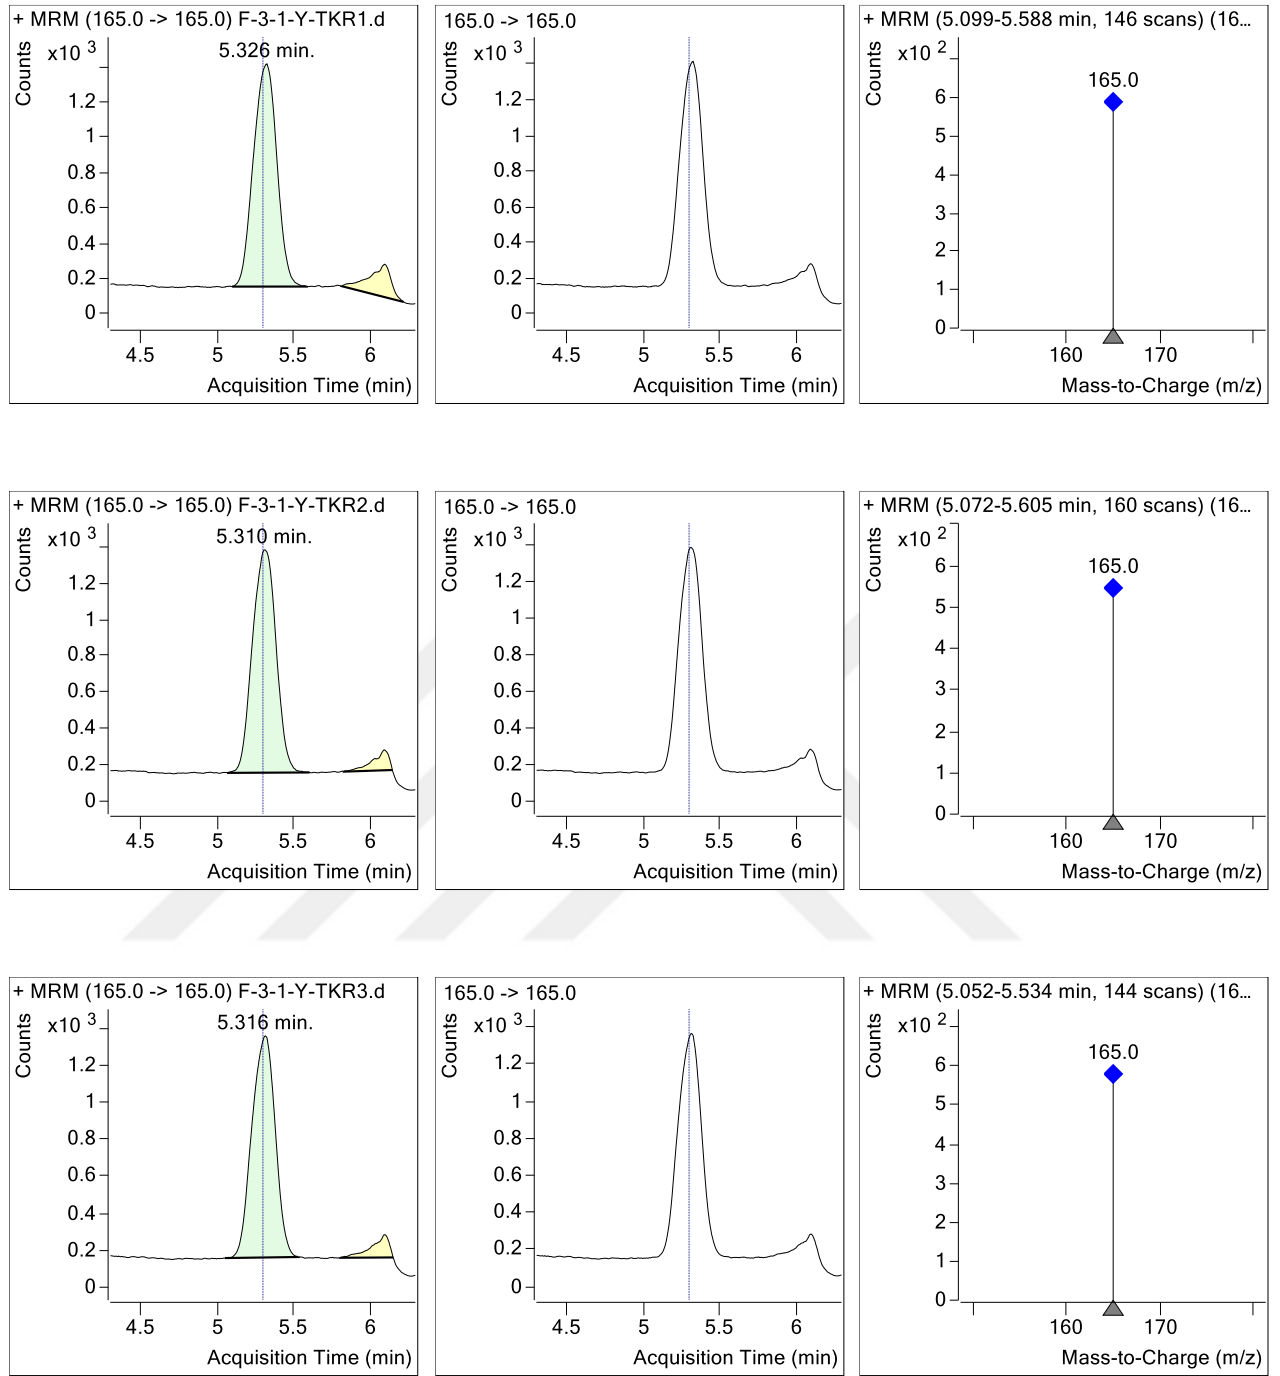 + MRM (165.0 -> 165.0) F-3-1-Y-TKR1.d
Counts
x10 3
5.326 min.
1.2
1
0.8
0.6
0.4
0.2
0
4.5 5 5.5 6
Acquisition Time (min)
165.0 -> 165.0
Counts
x10 3
1.2
1
0.8
0.6
0.4
0.2
0
4.5 5 5.5 6
Acquisition Time (min)
+ MRM (5.099-5.588 min, 146 scans) (16...
Counts
x10 2
165.0
6
5
4
3
2
1
0
160 170
Mass-to-Charge (m/z)
+ MRM (165.0 -> 165.0) F-3-1-Y-TKR2.d
Counts
x10 3
5.310 min.
1.2
1
0.8
0.6
0.4
0.2
0
4.5 5 5.5 6
Acquisition Time (min)
165.0 -> 165.0
Counts
x10 3
1.2
1
0.8
0.6
0.4
0.2
0
4.5 5 5.5 6
Acquisition Time (min)
+ MRM (5.072-5.605 min, 160 scans) (16...
Counts
x10 2
165.0
6
5
4
3
2
1
0
160 170
Mass-to-Charge (m/z)
+ MRM (165.0 -> 165.0) F-3-1-Y-TKR3.d
Counts
x10 3
5.316 min.
1.2
1
0.8
0.6
0.4
0.2
0
4.5 5 5.5 6
Acquisition Time (min)
165.0 -> 165.0
Counts
x10 3
1.2
1
0.8
0.6
0.4
0.2
0
4.5 5 5.5 6
Acquisition Time (min)
+ MRM (5.052-5.534 min, 144 scans) (16...
Counts
x10 2
165.0
6
5
4
3
2
1
0
160 170
Mass-to-Charge (m/z)